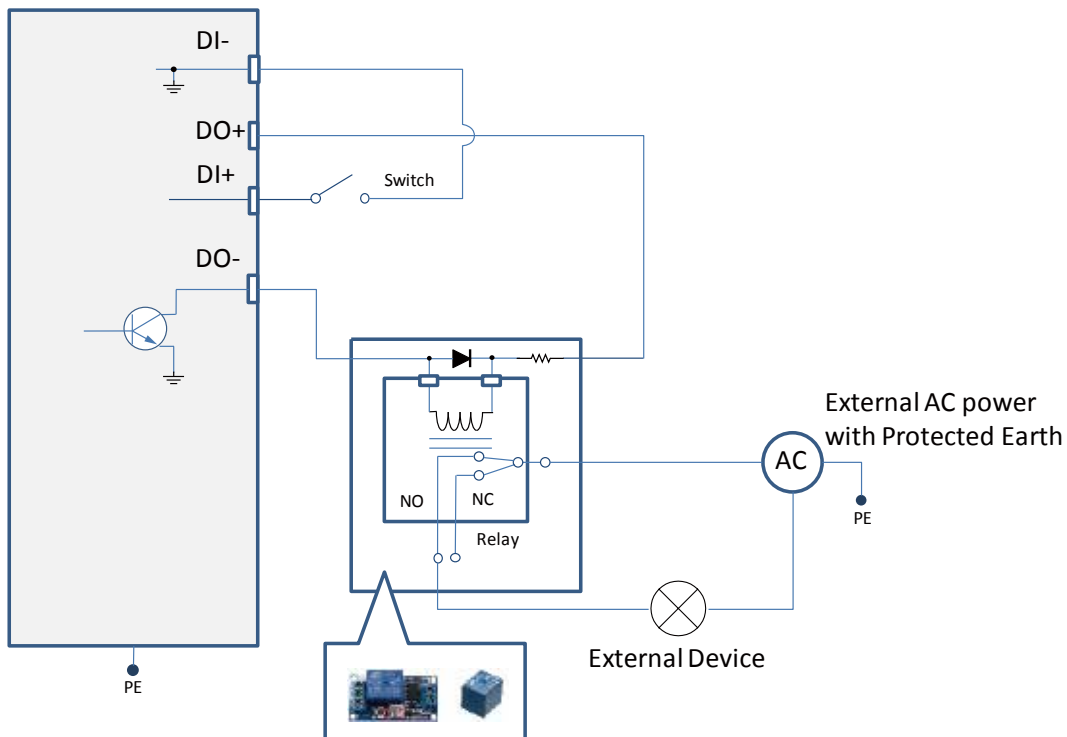 DI-
DO+
DI+
Switch
DO-
External AC power
with Protected Earth
AC
NO
NC
PE
Relay
External Device
PE